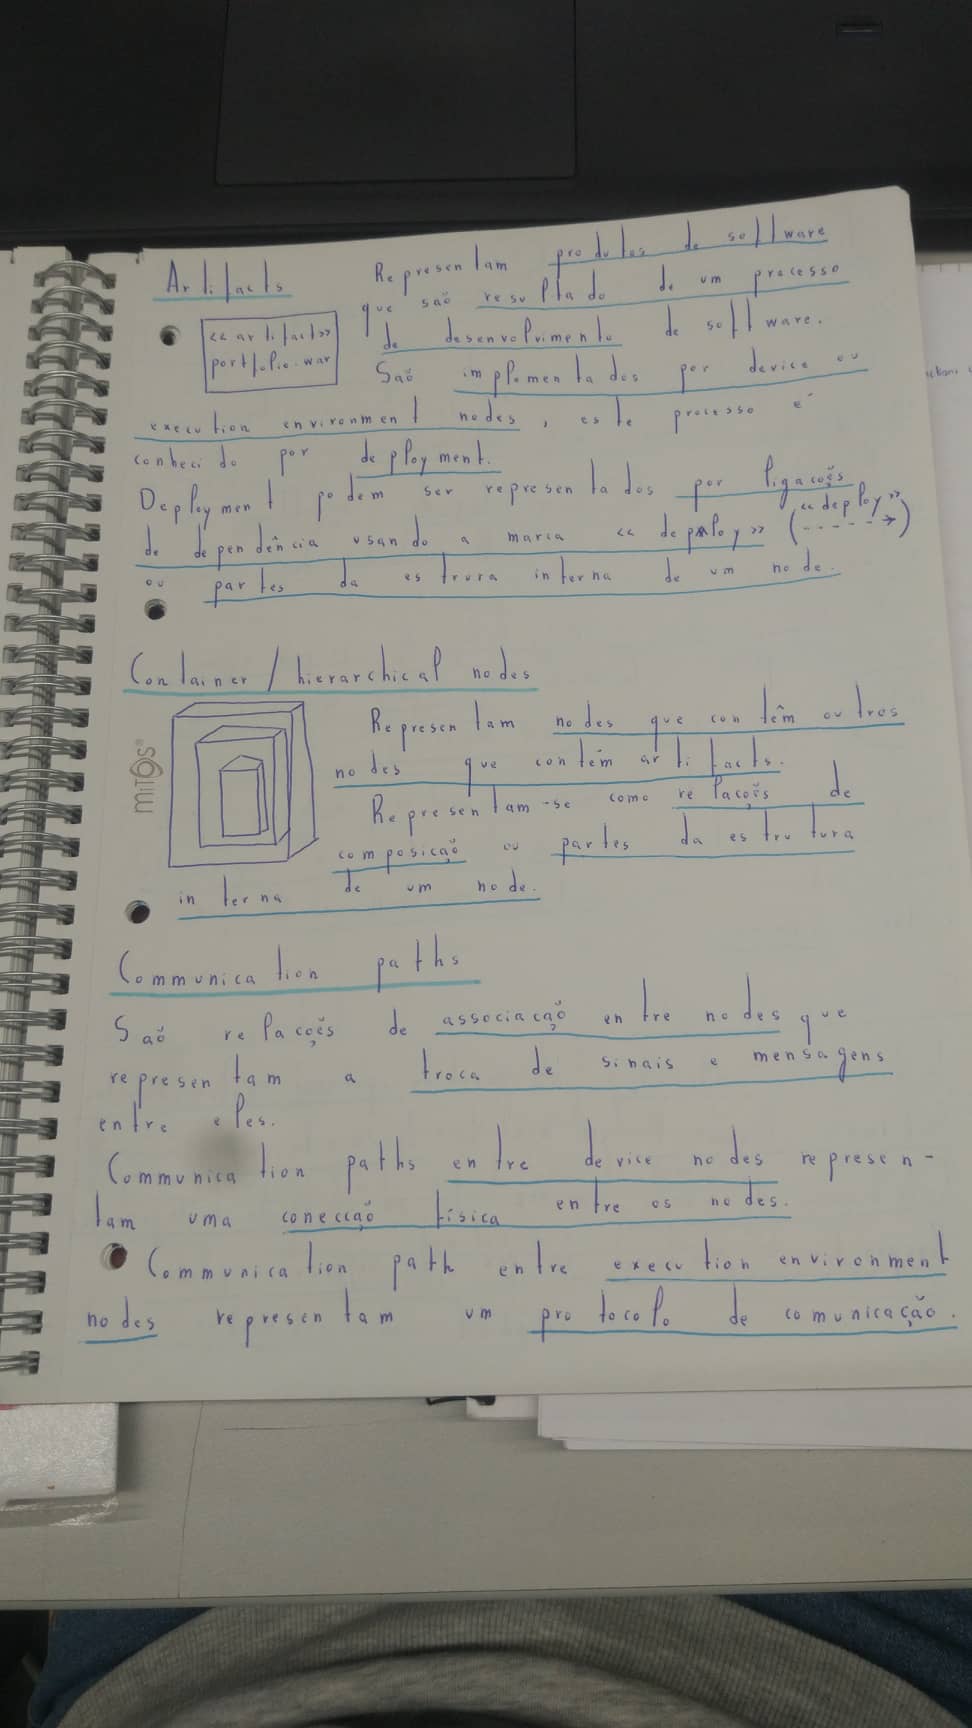 Artifacts
Representam produtos de software
que são resultado de um processo
de desenvolvimento de software.
<< artifact>>
portfolio.war
São implementados por device ou
execution environment nodes, este processo é
conhecido por deployment.
Deployment podem ser representados por ligações
de dependência usando a marca << deploy >> ( << deploy >> -----> )
ou partes da estrura interna de um node.
Container / hierarchical nodes
Representam nodes que contêm outros
nodes que contém artifacts.
Representam-se como relações de
composição ou partes da estrutura
interna de um node.
mitos®
Communication paths
São relações de associação entre nodes que
representam a troca de sinais e mensagens
entre eles.
Communication paths entre device nodes represen-
tam uma conecção física entre os nodes.
Communication path entre execution environment
nodes representam um protocolo de comunicação.